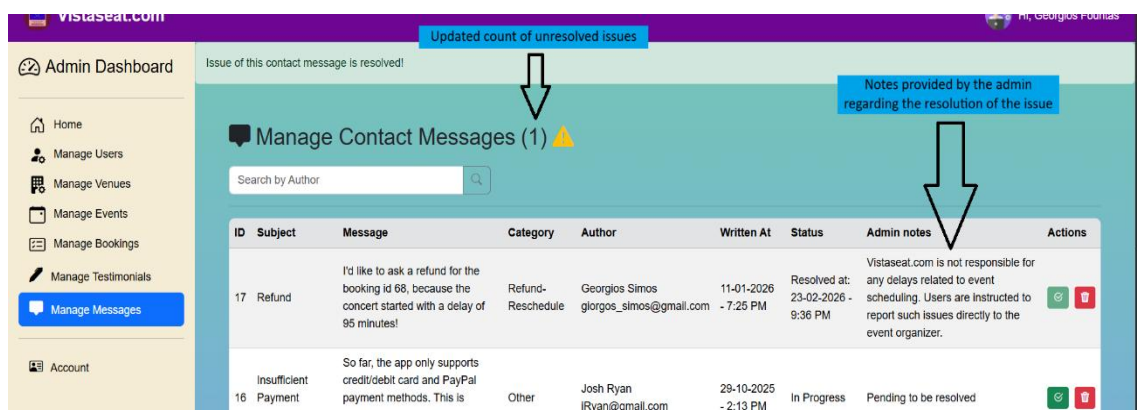 Vistaseat.com
Hi, Georgios Fountas
Updated count of unresolved issues
Admin Dashboard
Issue of this contact message is resolved!
Notes provided by the admin
regarding the resolution of the issue
Home
Manage Users
Manage Venues
Manage Events
Manage Bookings
Manage Testimonials
Manage Messages
Account
Manage Contact Messages (1)
Search by Author
ID Subject Message Category Author Written At Status Admin notes Actions
17 Refund
I'd like to ask a refund for the
booking id 68, because the
concert started with a delay of
95 minutes!
Refund-
Reschedule
Georgios Simos
giorgos_simos@gmail.com
11-01-2026
- 7:25 PM
Resolved at:
23-02-2026 -
9:36 PM
Vistaseat.com is not responsible for
any delays related to event
scheduling. Users are instructed to
report such issues directly to the
event organizer.
16
Insufficient
Payment
So far, the app only supports
credit/debit card and PayPal
payment methods. This is
Other
Josh Ryan
jRyan@gmail.com
29-10-2025
- 2:13 PM
In Progress
Pending to be resolved